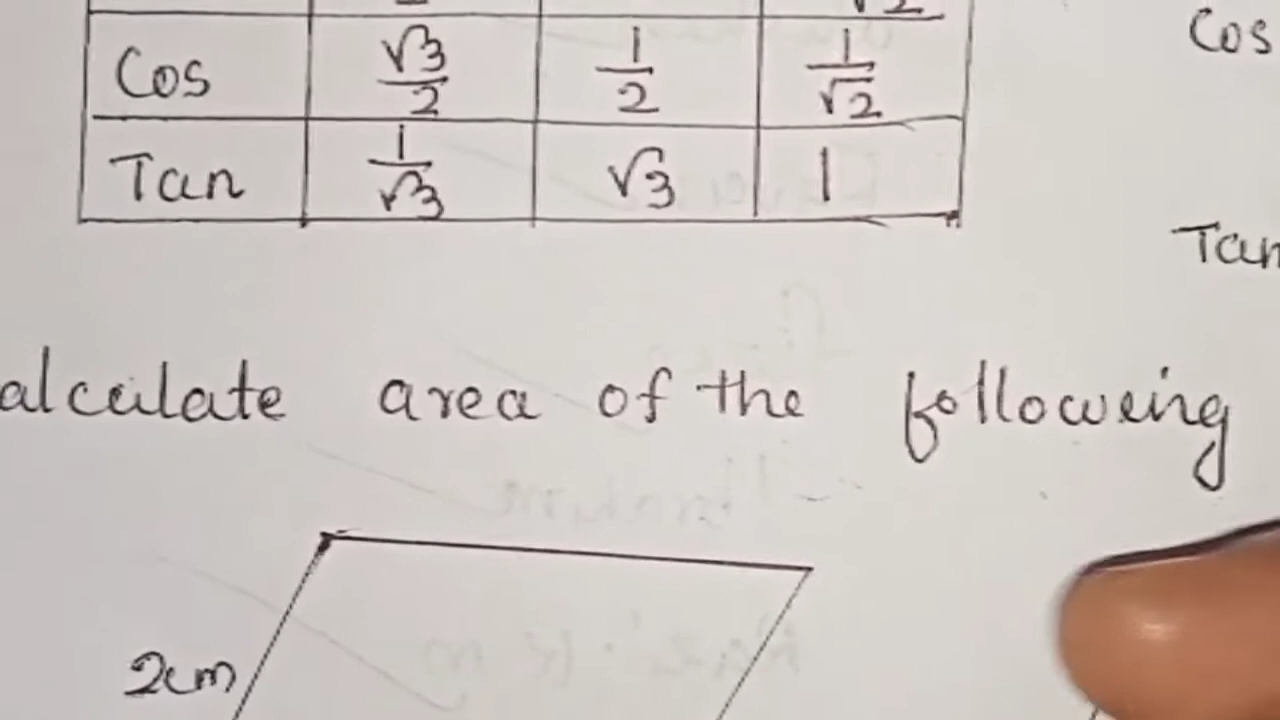 Cos √3/2 1/2 1/√2
Cos
Tan 1/√3 √3 1
Tan
alculate area of the following
2cm